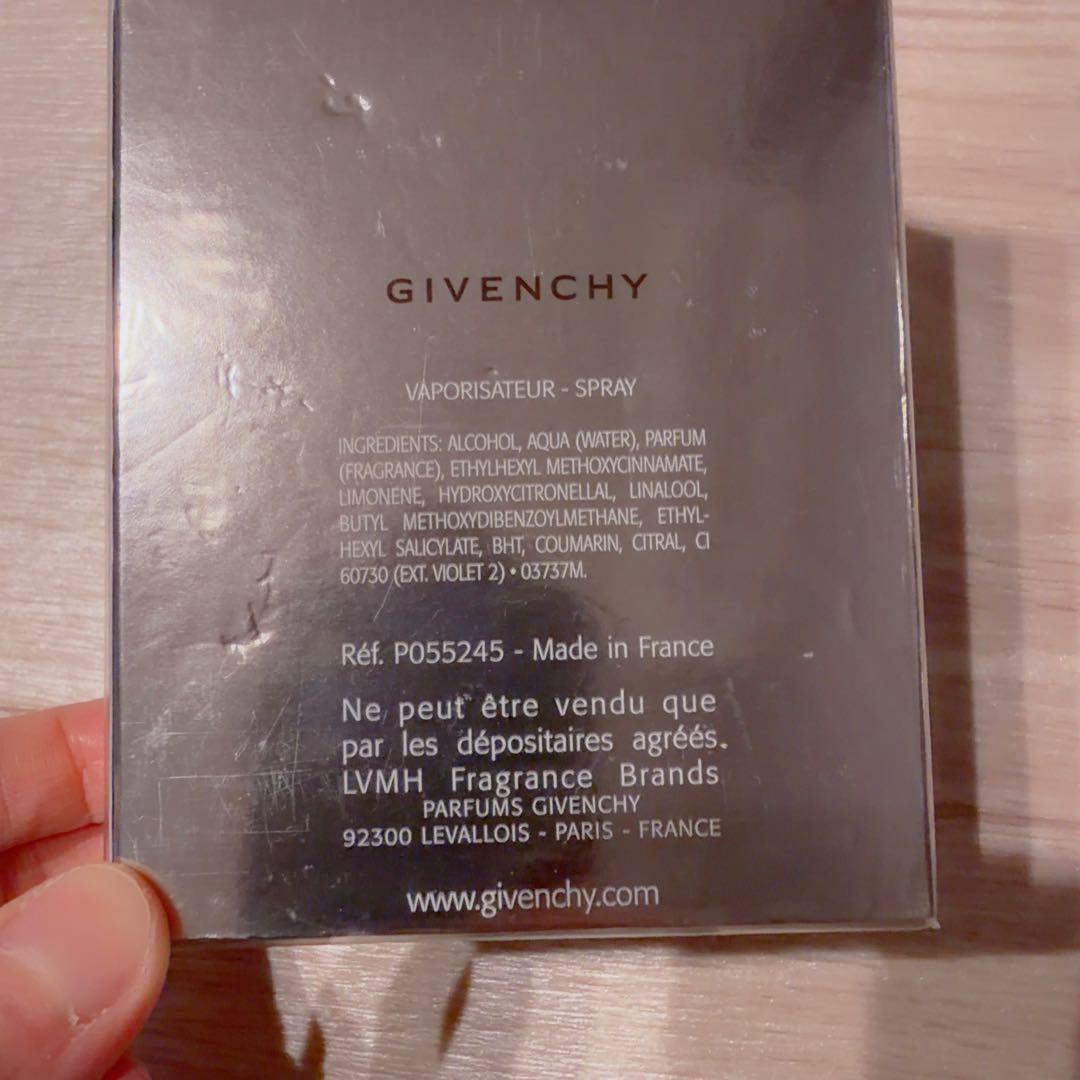 GIVENCHY
VAPORISATEUR - SPRAY
INGREDIENTS: ALCOHOL, AQUA (WATER), PARFUM
(FRAGRANCE), ETHYLHEXYL METHOXYCINNAMATE,
LIMONENE, HYDROXYCITRONELLAL, LINALOOL,
BUTYL METHOXYDIBENZOYLMETHANE, ETHYL-
HEXYL SALICYLATE, BHT, COUMARIN, CITRAL, CI
60730 (EXT. VIOLET 2) • 03737M.
Réf. P055245 - Made in France
Ne peut être vendu que
par les dépositaires agréés.
LVMH Fragrance Brands
PARFUMS GIVENCHY
92300 LEVALLOIS - PARIS - FRANCE
www.givenchy.com